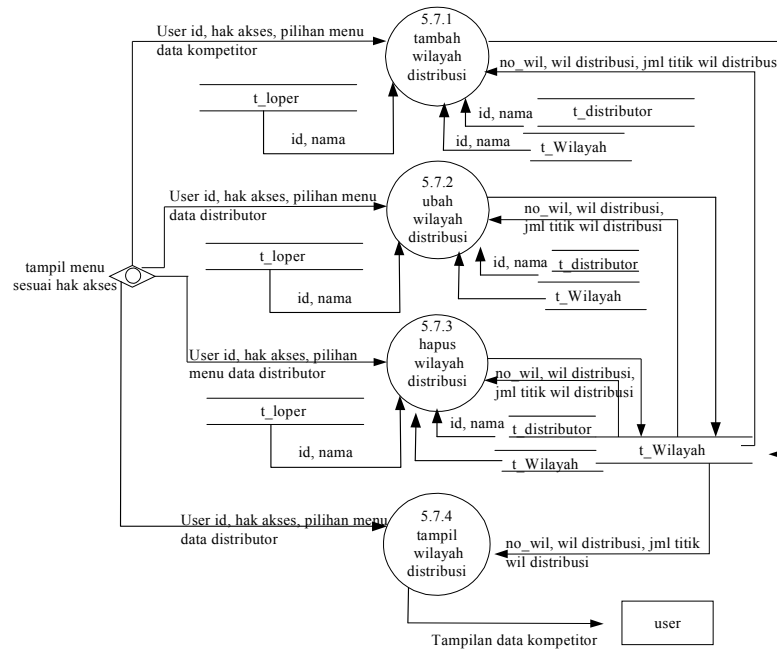 User id, hak akses, pilihan menu
data kompetitor
5.7.1
tambah
wilayah
distribusi
no_wil, wil distribusi, jml titik wil distribusi
t_loper
id, nama
id, nama
t_distributor
id, nama
t_Wilayah
User id, hak akses, pilihan menu
data distributor
5.7.2
ubah
wilayah
distribusi
no_wil, wil distribusi,
jml titik wil distribusi
t_loper
id, nama
id, nama
t_distributor
t_Wilayah
tampil menu
sesuai hak akses
User id, hak akses, pilihan
menu data distributor
5.7.3
hapus
wilayah
distribusi
no_wil, wil distribusi,
jml titik wil distribusi
t_loper
id, nama
id, nama
t_distributor
t_Wilayah
t_Wilayah
User id, hak akses, pilihan menu
data distributor
5.7.4
tampil
wilayah
distribusi
no_wil, wil distribusi, jml titik
wil distribusi
Tampilan data kompetitor
user